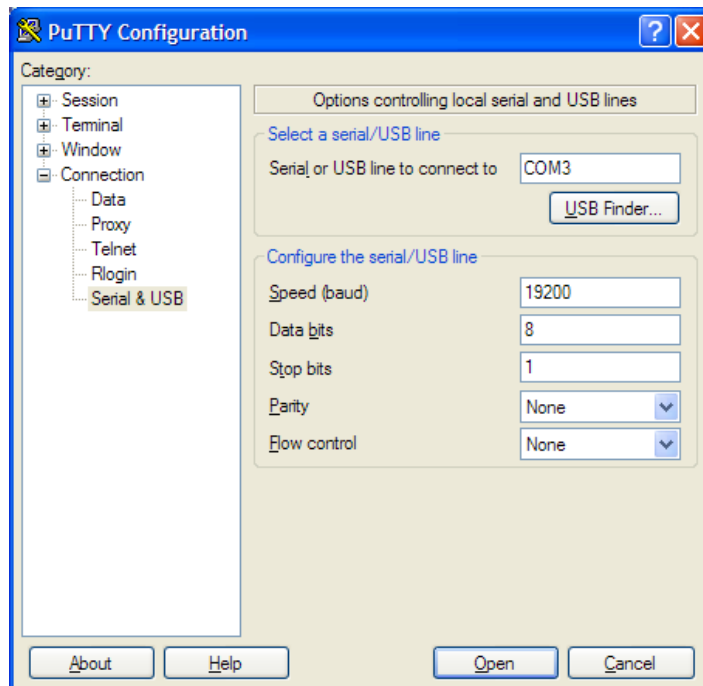 PuTTY Configuration
Category:
Session
Terminal
Window
Connection
Data
Proxy
Telnet
Rlogin
Serial & USB
Options controlling local serial and USB lines
Select a serial/USB line
Serial or USB line to connect to COM3
USB Finder...
Configure the serial/USB line
Speed (baud) 19200
Data bits 8
Stop bits 1
Parity None
Flow control None
About Help Open Cancel